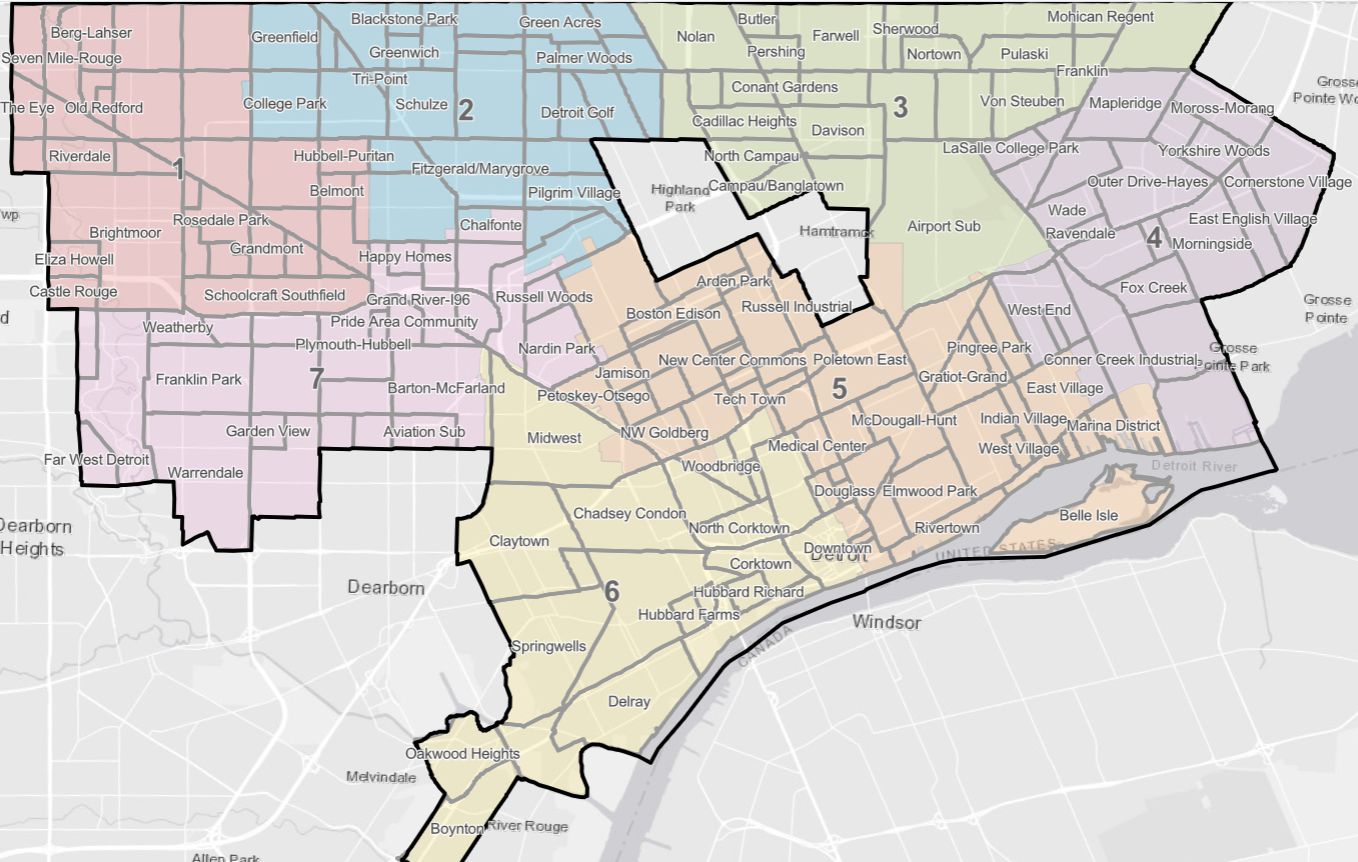 Berg-Lahser
Seven Mile-Rouge
The Eye
Old Redford
Riverdale
1
Hubbell-Puritan
Belmont
Rosedale Park
Brightmoor
Grandmont
Eliza Howell
Castle Rouge
Schoolcraft Southfield
Greenfield
Blackstone Park
Green Acres
Greenwich
Palmer Woods
Tri-Point
College Park
Schulze
2
Detroit Golf
Fitzgerald/Marygrove
Pilgrim Village
Chalfonte
Nolan
Butler
Farwell
Sherwood
Mohican Regent
Pershing
Nortown
Pulaski
Franklin
Conant Gardens
Von Steuben
3
Cadillac Heights
Davison
North Campau
Campau/Banglatown
Airport Sub
Highland
Park
Hamtramck
Mapleridge
Moross-Morang
LaSalle College Park
Yorkshire Woods
Outer Drive-Hayes
Cornerstone Village
Wade
East English Village
Ravendale
4
Morningside
Fox Creek
West End
Conner Creek Industrial
Grosse
Pointe Wo
Grosse
Pointe
Grosse
Pointe Park
Happy Homes
Grand River-I96
Pride Area Community
Russell Woods
Weatherby
Plymouth-Hubbell
Nardin Park
Franklin Park
7
Barton-McFarland
Garden View
Aviation Sub
Far West Detroit
Warrendale
Arden Park
Boston Edison
Russell Industrial
New Center Commons
Poletown East
Pingree Park
Jamison
Gratiot-Grand
Petoskey-Otsego
Tech Town
5
East Village
McDougall-Hunt
Indian Village
Marina District
NW Goldberg
Medical Center
West Village
Woodbridge
Midwest
Douglass
Elmwood Park
Detroit River
Belle Isle
Chadsey Condon
North Corktown
Rivertown
Claytown
Downtown
Detroit
UNITED STATES
Corktown
6
Hubbard Richard
Hubbard Farms
Windsor
CANADA
Springwells
Delray
Oakwood Heights
Boynton
River Rouge
Melvindale
Allen Park
Dearborn
Dearborn
Heights
wp
d